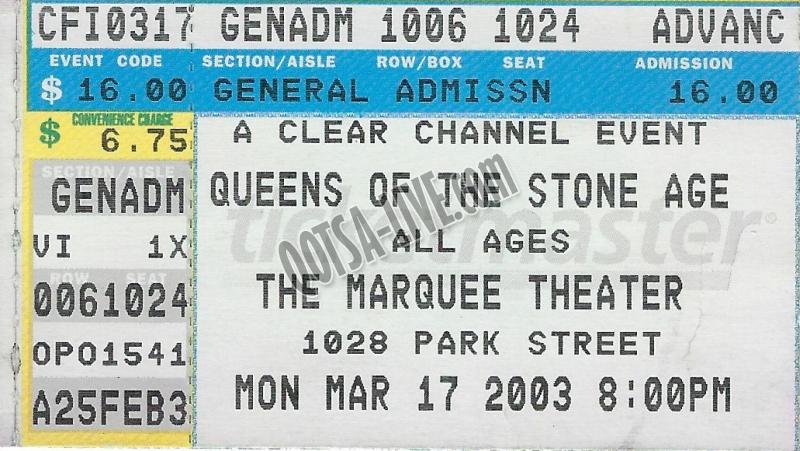 CFI0317 GENADM 1006 1024 ADVANC
EVENT CODE SECTION/AISLE ROW/BOX SEAT ADMISSION
$ 16.00 GENERAL ADMISSN 16.00
$ CONVENIENCE CHARGE
6.75
SECTION/AISLE
GENADM
VI 1X
ROW SEAT
0061024
OPO1541
A25FEB3
A CLEAR CHANNEL EVENT
QUEENS OF THE STONE AGE
ALL AGES
THE MARQUEE THEATER
1028 PARK STREET
MON MAR 17 2003 8:00PM
ticketmaster®
QOTSA-LIVE.com